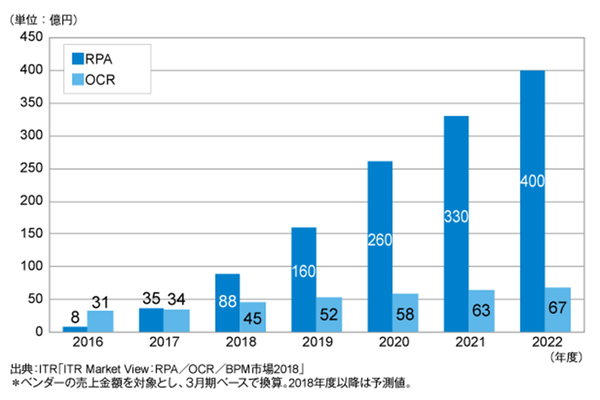 （単位：億円）
450
400
350
300
250
200
150
100
50
0
RPA
OCR
8 31 35 34 88 45 160 52 260 58 330 63 400 67
2016 2017 2018 2019 2020 2021 2022
（年度）
出典：ITR「ITR Market View：RPA／OCR／BPM市場2018」
＊ベンダーの売上金額を対象とし、3月期ベースで換算。2018年度以降は予測値。